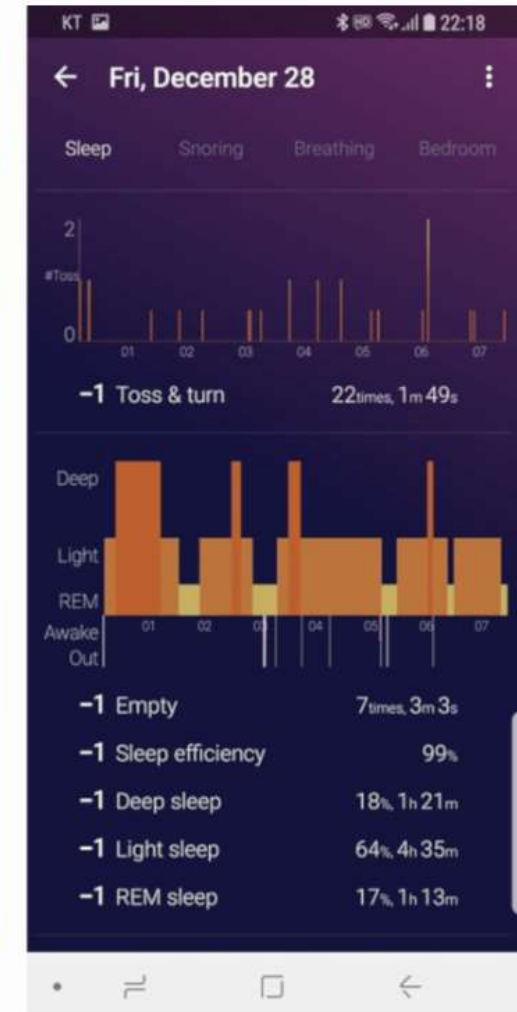 KT HD 22:18
Fri, December 28
Sleep Snoring Breathing Bedroom
2
#Toss
0
01 02 03 04 05 06 07
-1 Toss & turn 22times, 1m 49s
Deep
Light
REM
Awake
Out
01 02 03 04 05 06 07
-1 Empty 7times, 3m 3s
-1 Sleep efficiency 99%
-1 Deep sleep 18%, 1h 21m
-1 Light sleep 64%, 4h 35m
-1 REM sleep 17%, 1h 13m